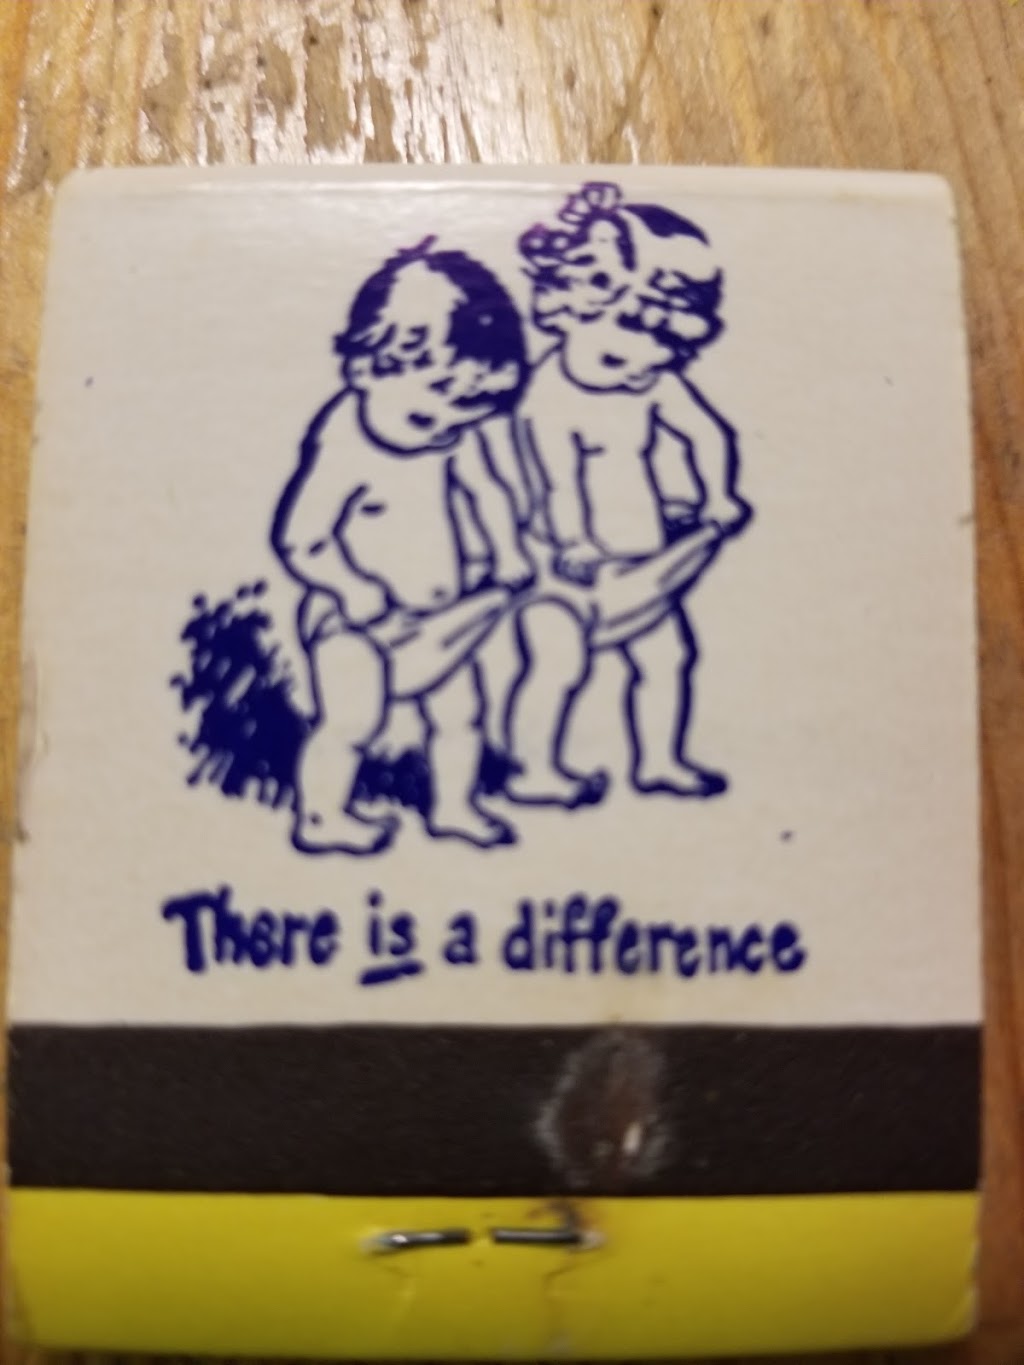 There is a difference